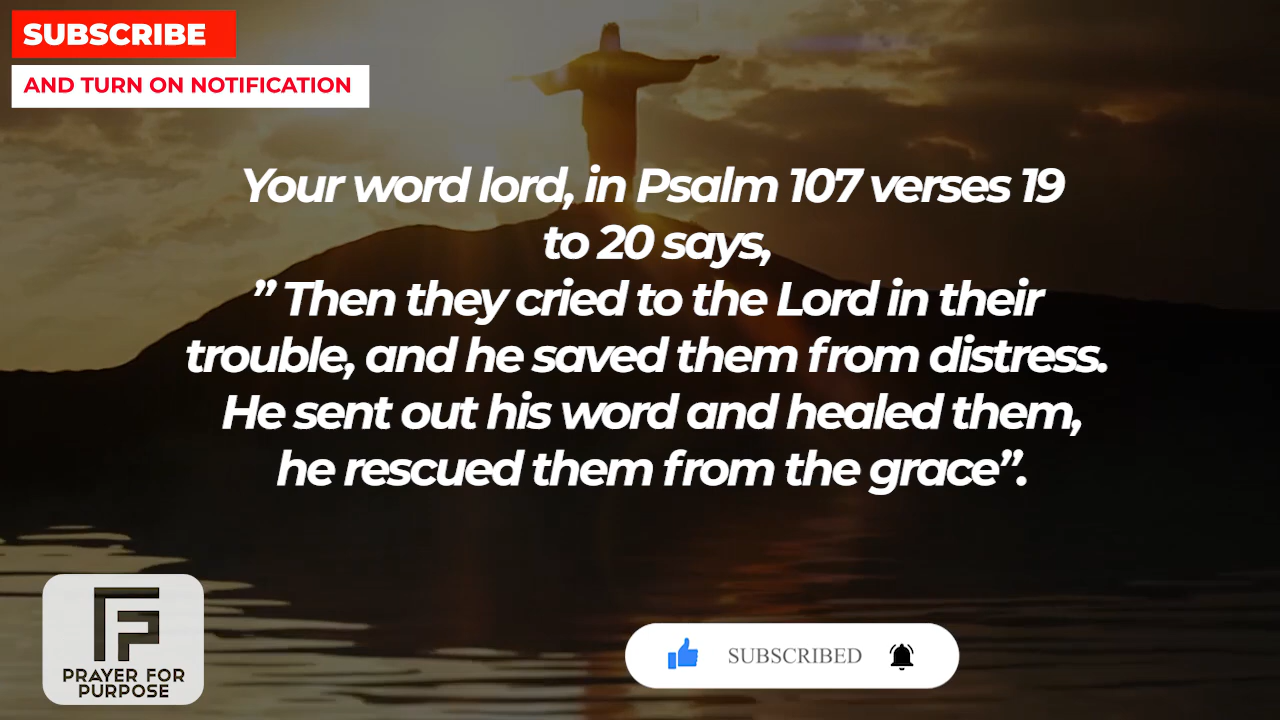 SUBSCRIBE
AND TURN ON NOTIFICATION
Your word lord, in Psalm 107 verses 19
to 20 says,
” Then they cried to the Lord in their
trouble, and he saved them from distress.
He sent out his word and healed them,
he rescued them from the grace”.
PRAYER FOR
PURPOSE
SUBSCRIBED